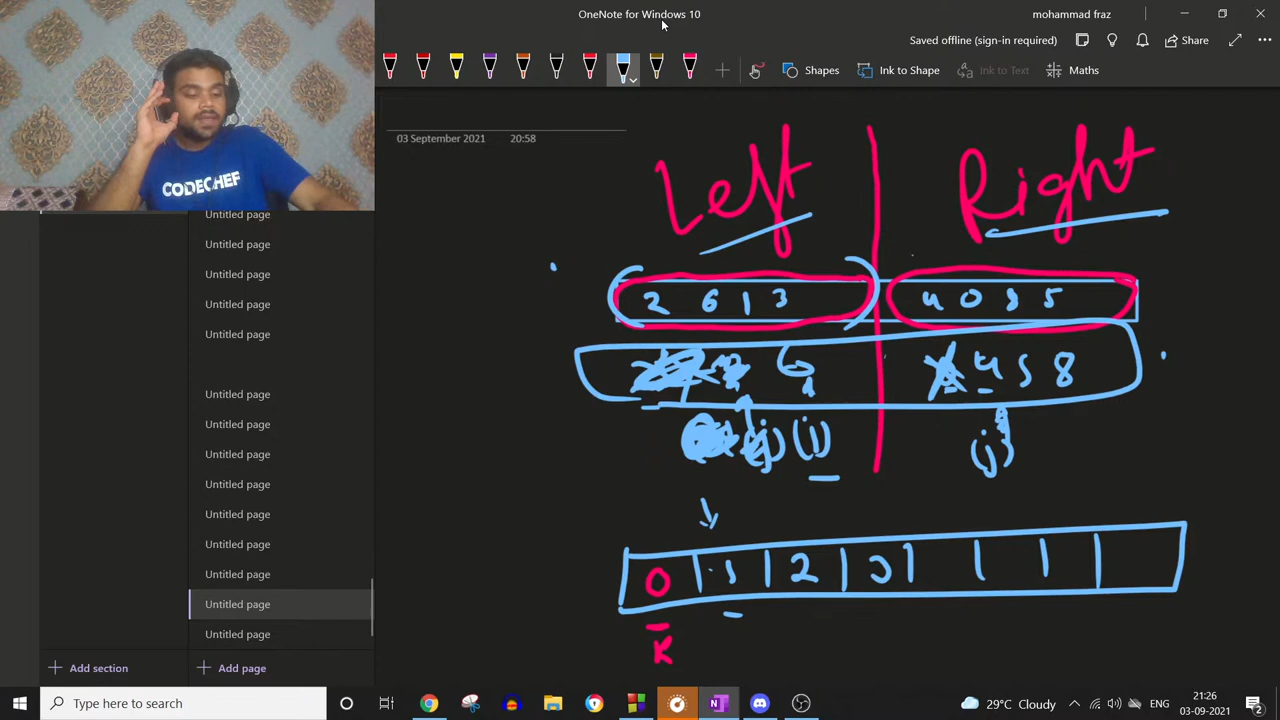 OneNote for Windows 10
mohammad fraz
Saved offline (sign-in required)
Share
Shapes
Ink to Shape
Ink to Text
Maths
03 September 2021 20:58
CODECHEF
Left Right
2 6 1 3 4 0 8 5
6 4 5 8
(j) (i) (j)
0 1 2 3
K
Untitled page
Untitled page
Untitled page
Untitled page
Untitled page
Untitled page
Untitled page
Untitled page
Untitled page
Untitled page
Untitled page
Untitled page
Untitled page
Untitled page
Add section
Add page
Type here to search
29°C Cloudy
ENG
21:26
03-09-2021